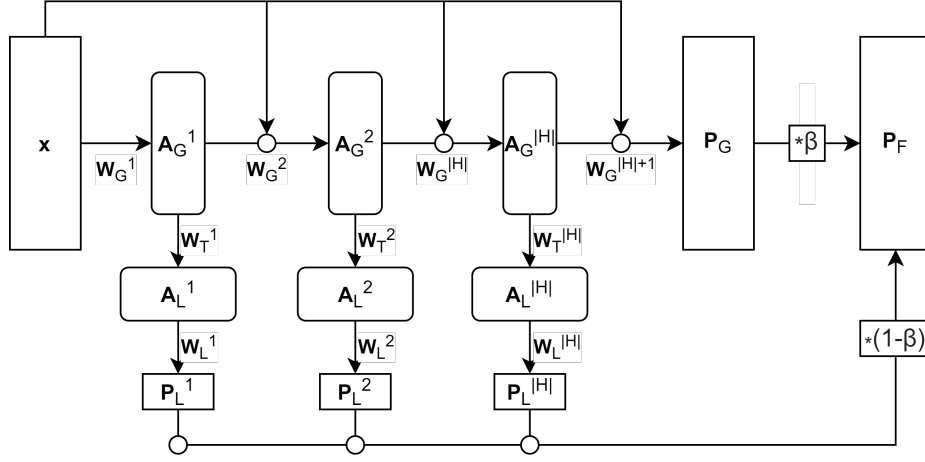 x
A_G^1
A_G^2
A_G^|H|
P_G
*β
P_F
W_G^1
W_G^2
W_G^|H|
W_G^|H|+1
W_T^1
W_T^2
W_T^|H|
A_L^1
A_L^2
A_L^|H|
W_L^1
W_L^2
W_L^|H|
*(1-β)
P_L^1
P_L^2
P_L^|H|